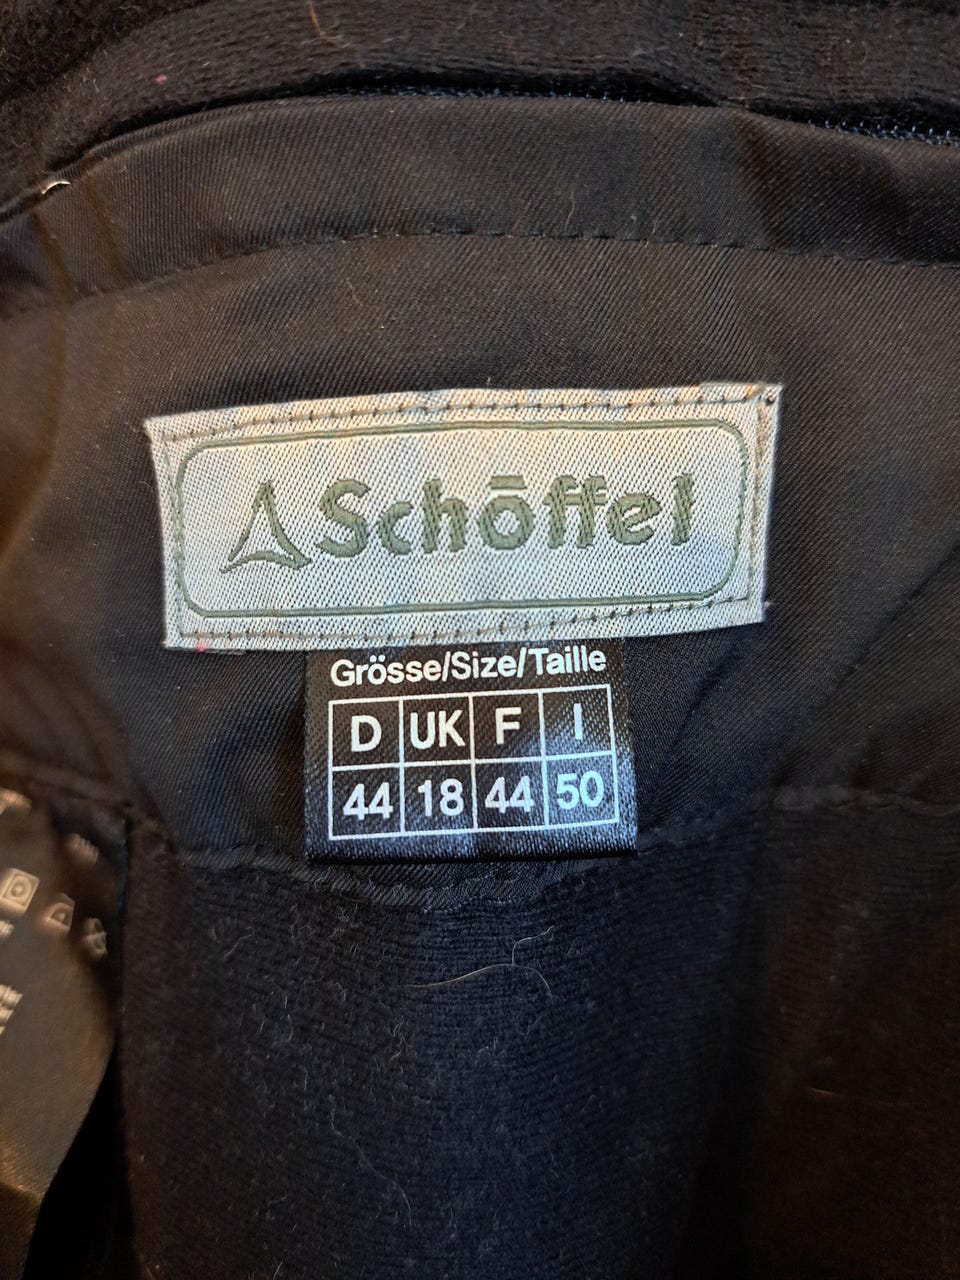 Schöffel
Grösse/Size/Taille
D UK F I
44 18 44 50